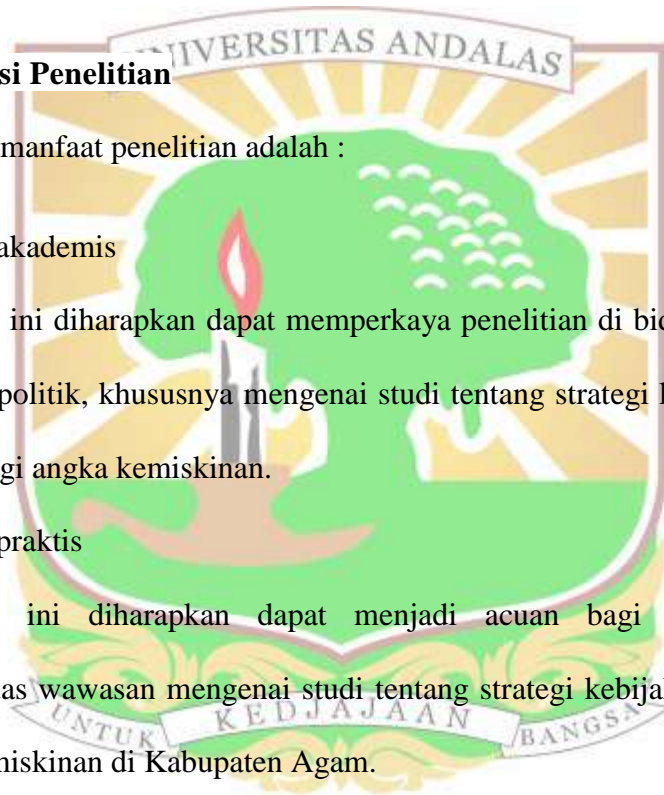 UNIVERSITAS ANDALAS
si Penelitian
manfaat penelitian adalah :
akademis
ini diharapkan dapat memperkaya penelitian di bid
politik, khususnya mengenai studi tentang strategi
gi angka kemiskinan.
praktis
ini diharapkan dapat menjadi acuan bagi
as wawasan mengenai studi tentang strategi kebijal
UNTUK KEDJAJAAN BANGSA
niskinan di Kabupaten Agam.